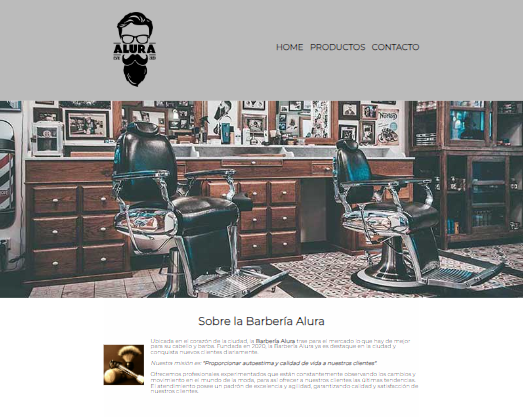 ALURA
HOME PRODUCTOS CONTACTO
Sobre la Barbería Alura
Ubicada en el corazón de la ciudad, la Barbería Alura trae para el mercado lo que hay de mejor
para su cabello y barba. Fundada en 2020, la Barbería Alura ya es destaque en la ciudad y
conquista nuevos clientes diariamente.
Nuestra misión es: "Proporcionar autoestima y calidad de vida a nuestros clientes"
Ofrecemos profesionales experimentados que están constantemente observando los cambios y
movimiento en el mundo de la moda, para así ofrecer a nuestros clientes las últimas tendencias.
El atendimiento posee un padrón de excelencia y agilidad, garantizando calidad y satisfacción de
nuestros clientes.